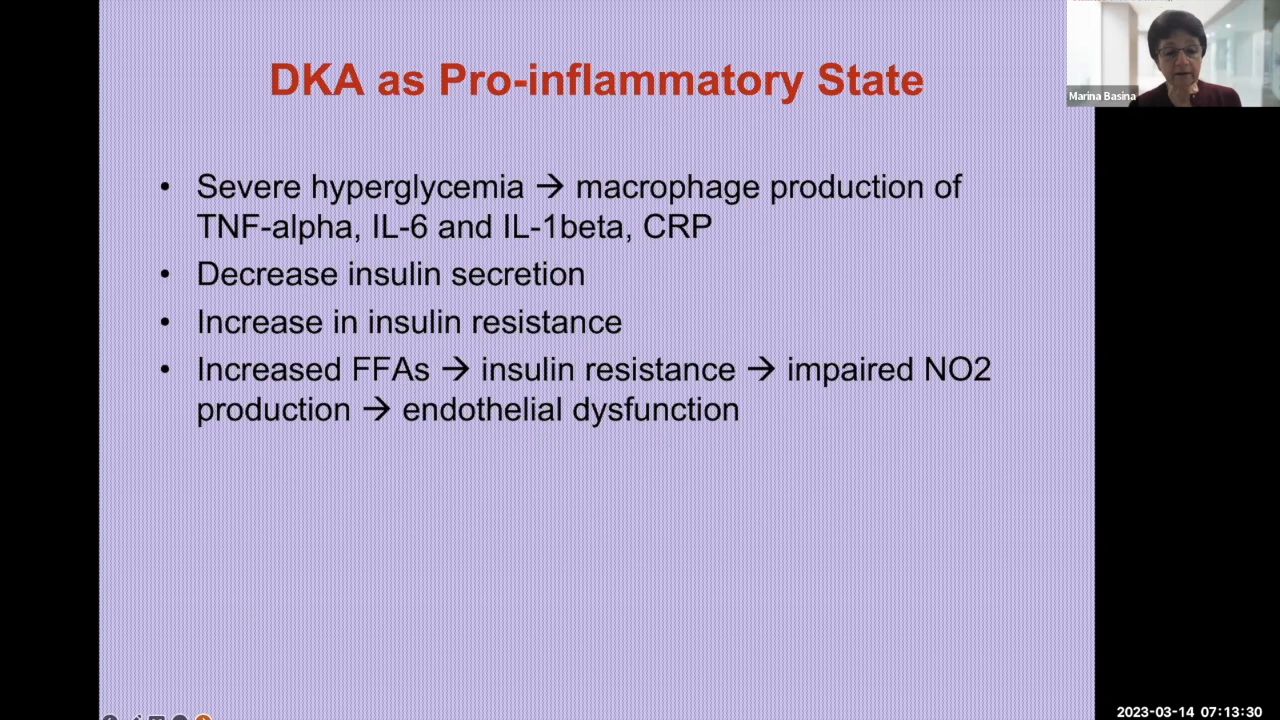 DKA as Pro-inflammatory State
Marina Basina
• Severe hyperglycemia → macrophage production of
TNF-alpha, IL-6 and IL-1beta, CRP
• Decrease insulin secretion
• Increase in insulin resistance
• Increased FFAs → insulin resistance → impaired NO2
production → endothelial dysfunction
2023-03-14 07:13:30